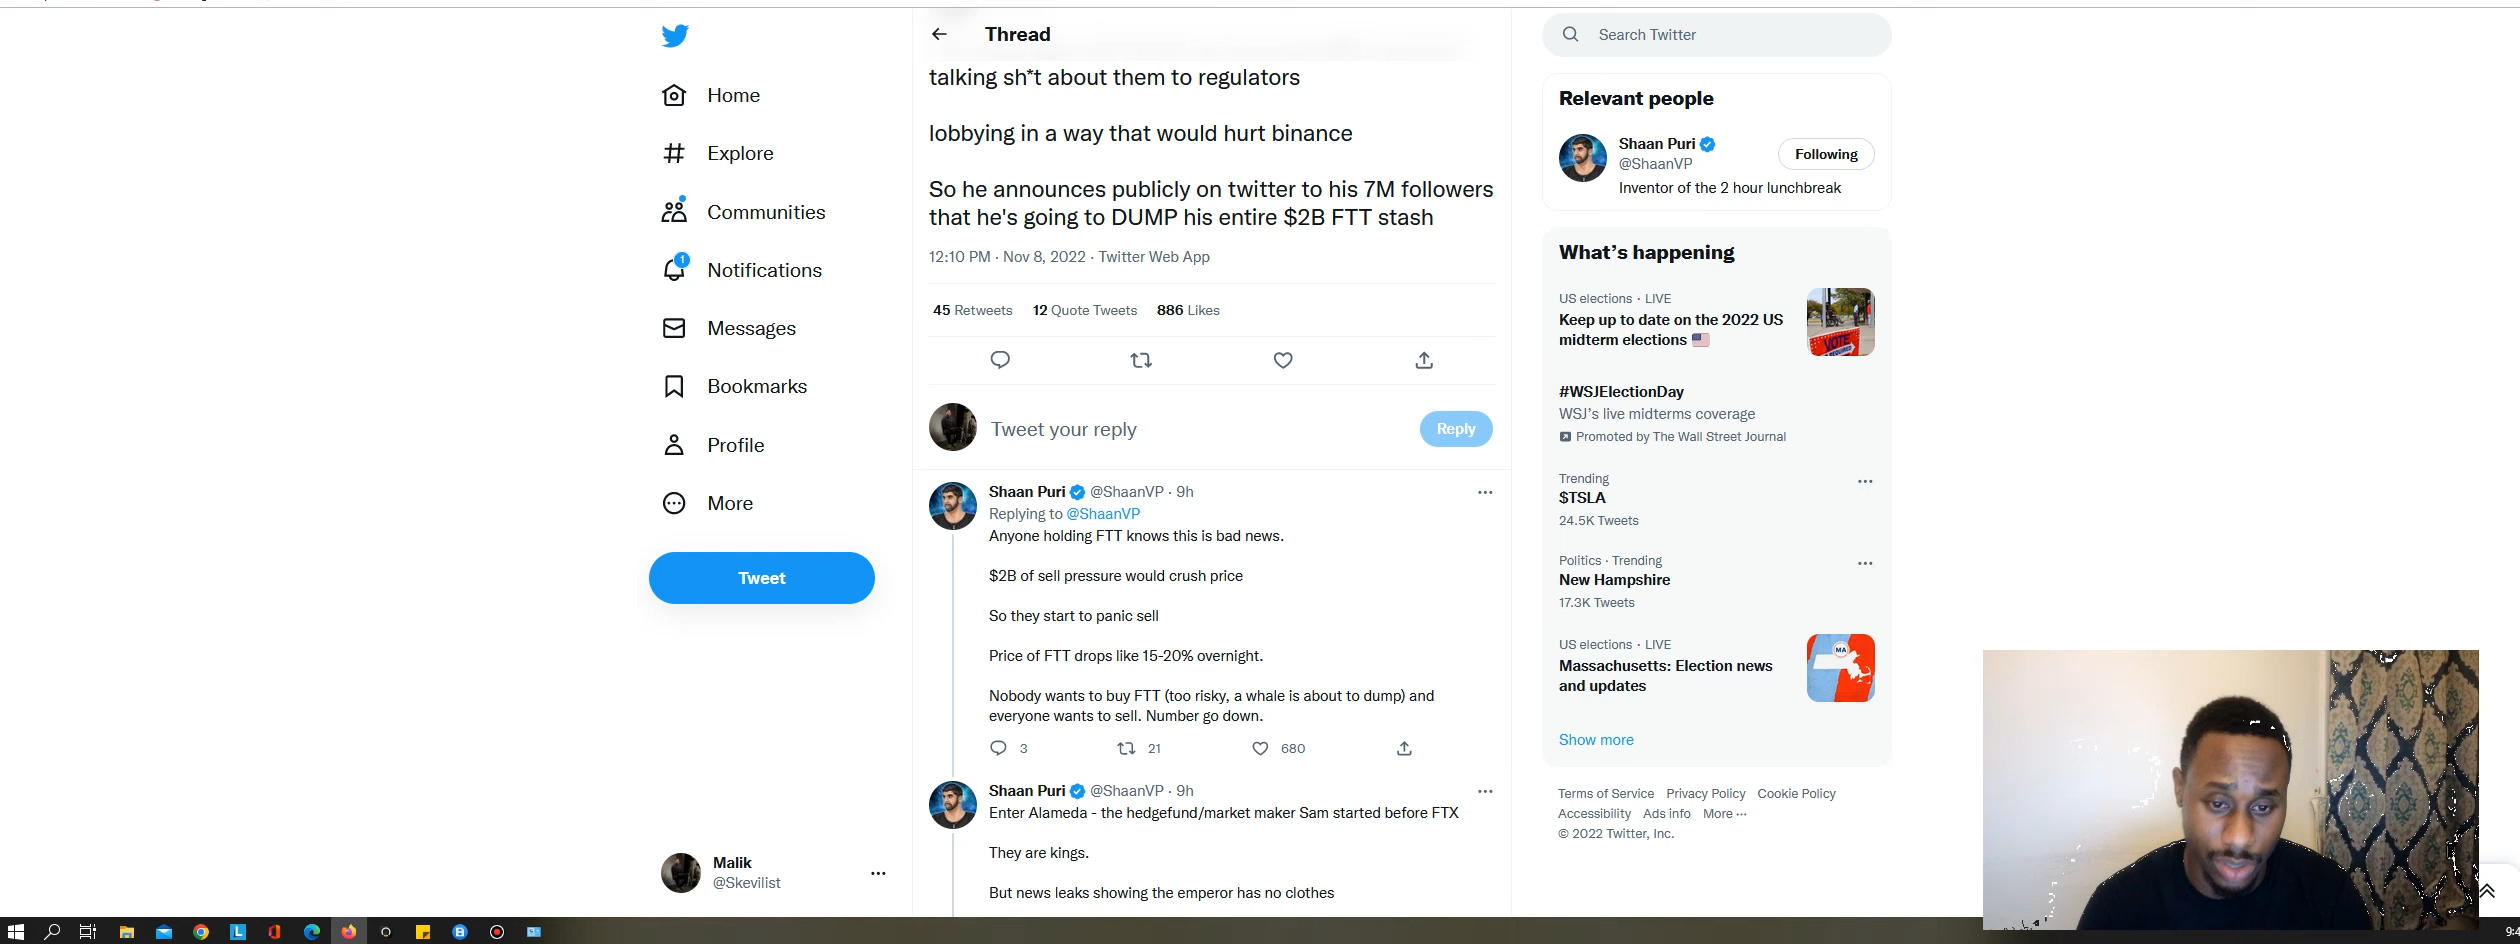 Home
Explore
Communities
1
Notifications
Messages
Bookmarks
Profile
More
Tweet
Malik
@Skevilist
Thread
talking sh*t about them to regulators
lobbying in a way that would hurt binance
So he announces publicly on twitter to his 7M followers
that he's going to DUMP his entire $2B FTT stash
12:10 PM · Nov 8, 2022 · Twitter Web App
45 Retweets 12 Quote Tweets 886 Likes
Tweet your reply
Reply
Shaan Puri @ShaanVP · 9h
Replying to @ShaanVP
Anyone holding FTT knows this is bad news.
$2B of sell pressure would crush price
So they start to panic sell
Price of FTT drops like 15-20% overnight.
Nobody wants to buy FTT (too risky, a whale is about to dump) and
everyone wants to sell. Number go down.
3 21 680
Shaan Puri @ShaanVP · 9h
Enter Alameda - the hedgefund/market maker Sam started before FTX
They are kings.
But news leaks showing the emperor has no clothes
Search Twitter
Relevant people
Shaan Puri
@ShaanVP
Following
Inventor of the 2 hour lunchbreak
What's happening
US elections · LIVE
Keep up to date on the 2022 US
midterm elections 🇺🇸
VOTE
#WSJElectionDay
WSJ's live midterms coverage
Promoted by The Wall Street Journal
Trending
$TSLA
24.5K Tweets
Politics · Trending
New Hampshire
17.3K Tweets
US elections · LIVE
Massachusetts: Election news
and updates
MA
Show more
Terms of Service Privacy Policy Cookie Policy
Accessibility Ads info More ···
© 2022 Twitter, Inc.